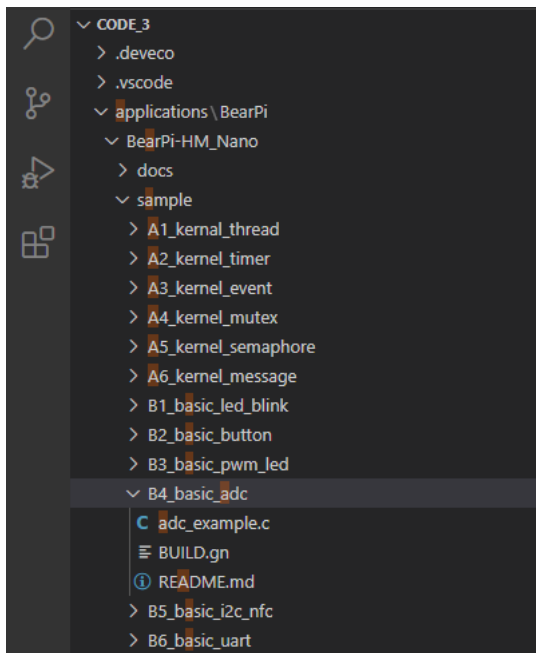 CODE_3
.deveco
.vscode
applications\BearPi
BearPi-HM_Nano
docs
sample
A1_kernal_thread
A2_kernel_timer
A3_kernel_event
A4_kernel_mutex
A5_kernel_semaphore
A6_kernel_message
B1_basic_led_blink
B2_basic_button
B3_basic_pwm_led
B4_basic_adc
C adc_example.c
BUILD.gn
README.md
B5_basic_i2c_nfc
B6_basic_uart